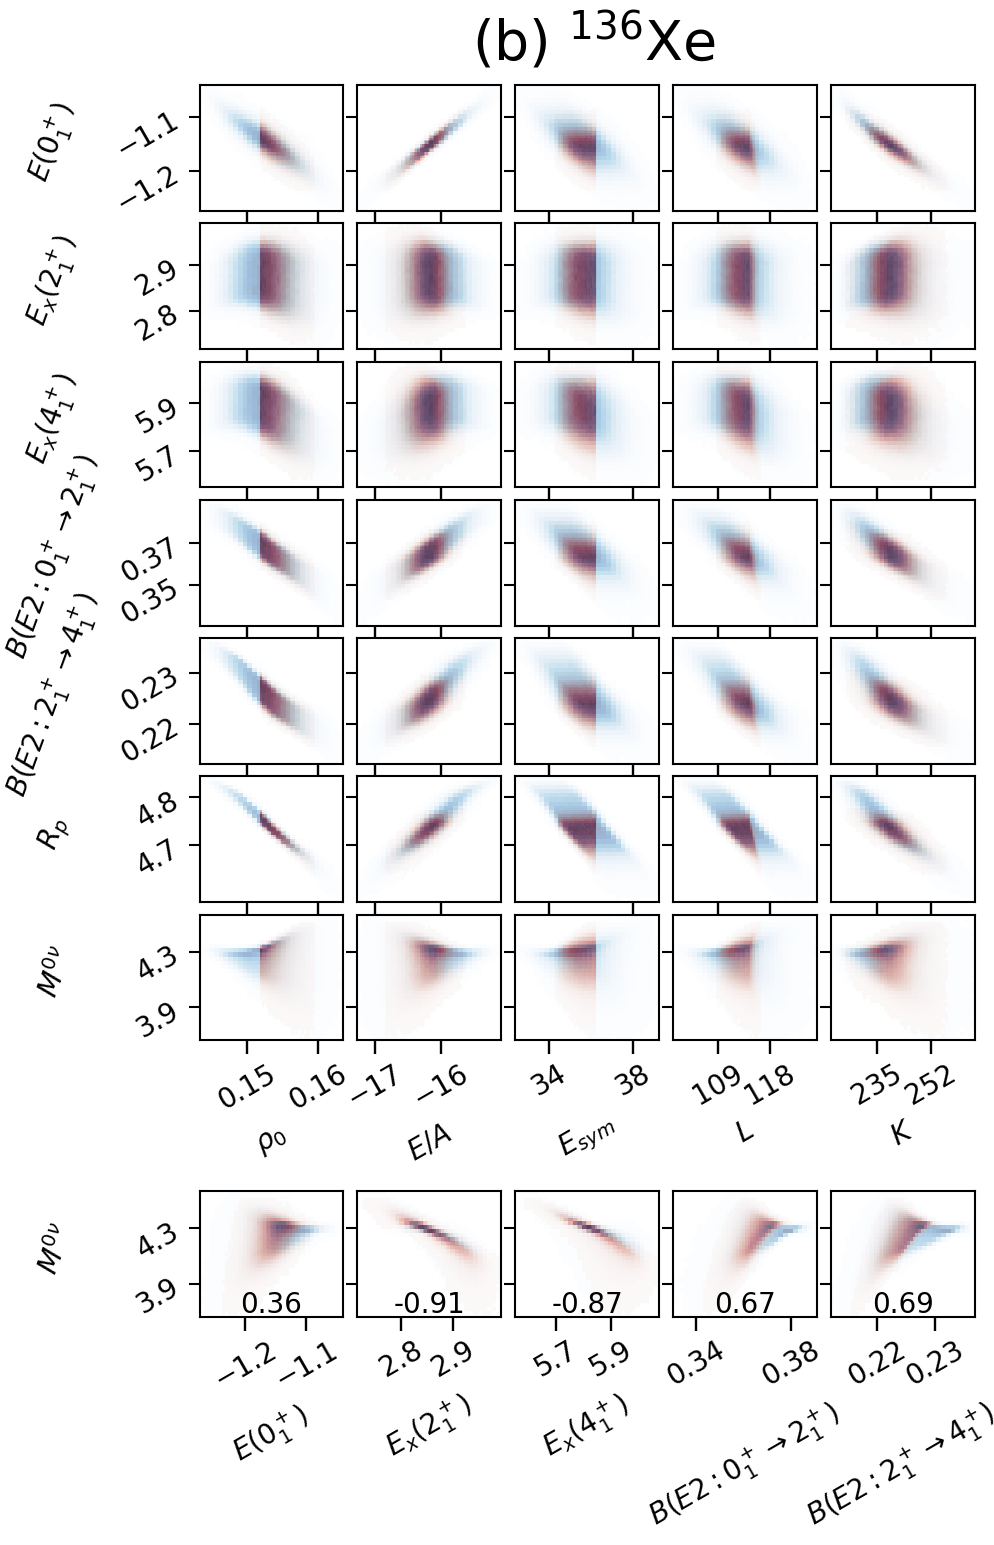 (b) ¹³⁶Xe
E(0₁⁺)
−1.1
−1.2
Eₓ(2₁⁺)
2.9
2.8
Eₓ(4₁⁺)
5.9
5.7
B(E2 : 0₁⁺ → 2₁⁺)
0.37
0.35
B(E2 : 2₁⁺ → 4₁⁺)
0.23
0.22
Rₚ
4.8
4.7
M⁰ᵛ
4.3
3.9
0.15 0.16 −17 −16 34 38 109 118 235 252
ρ₀ E/A Eₛᵧₘ L K
M⁰ᵛ
4.3
3.9
0.36 -0.91 -0.87 0.67 0.69
−1.2 −1.1 2.8 2.9 5.7 5.9 0.34 0.38 0.22 0.23
E(0₁⁺) Eₓ(2₁⁺) Eₓ(4₁⁺) B(E2 : 0₁⁺ → 2₁⁺) B(E2 : 2₁⁺ → 4₁⁺)